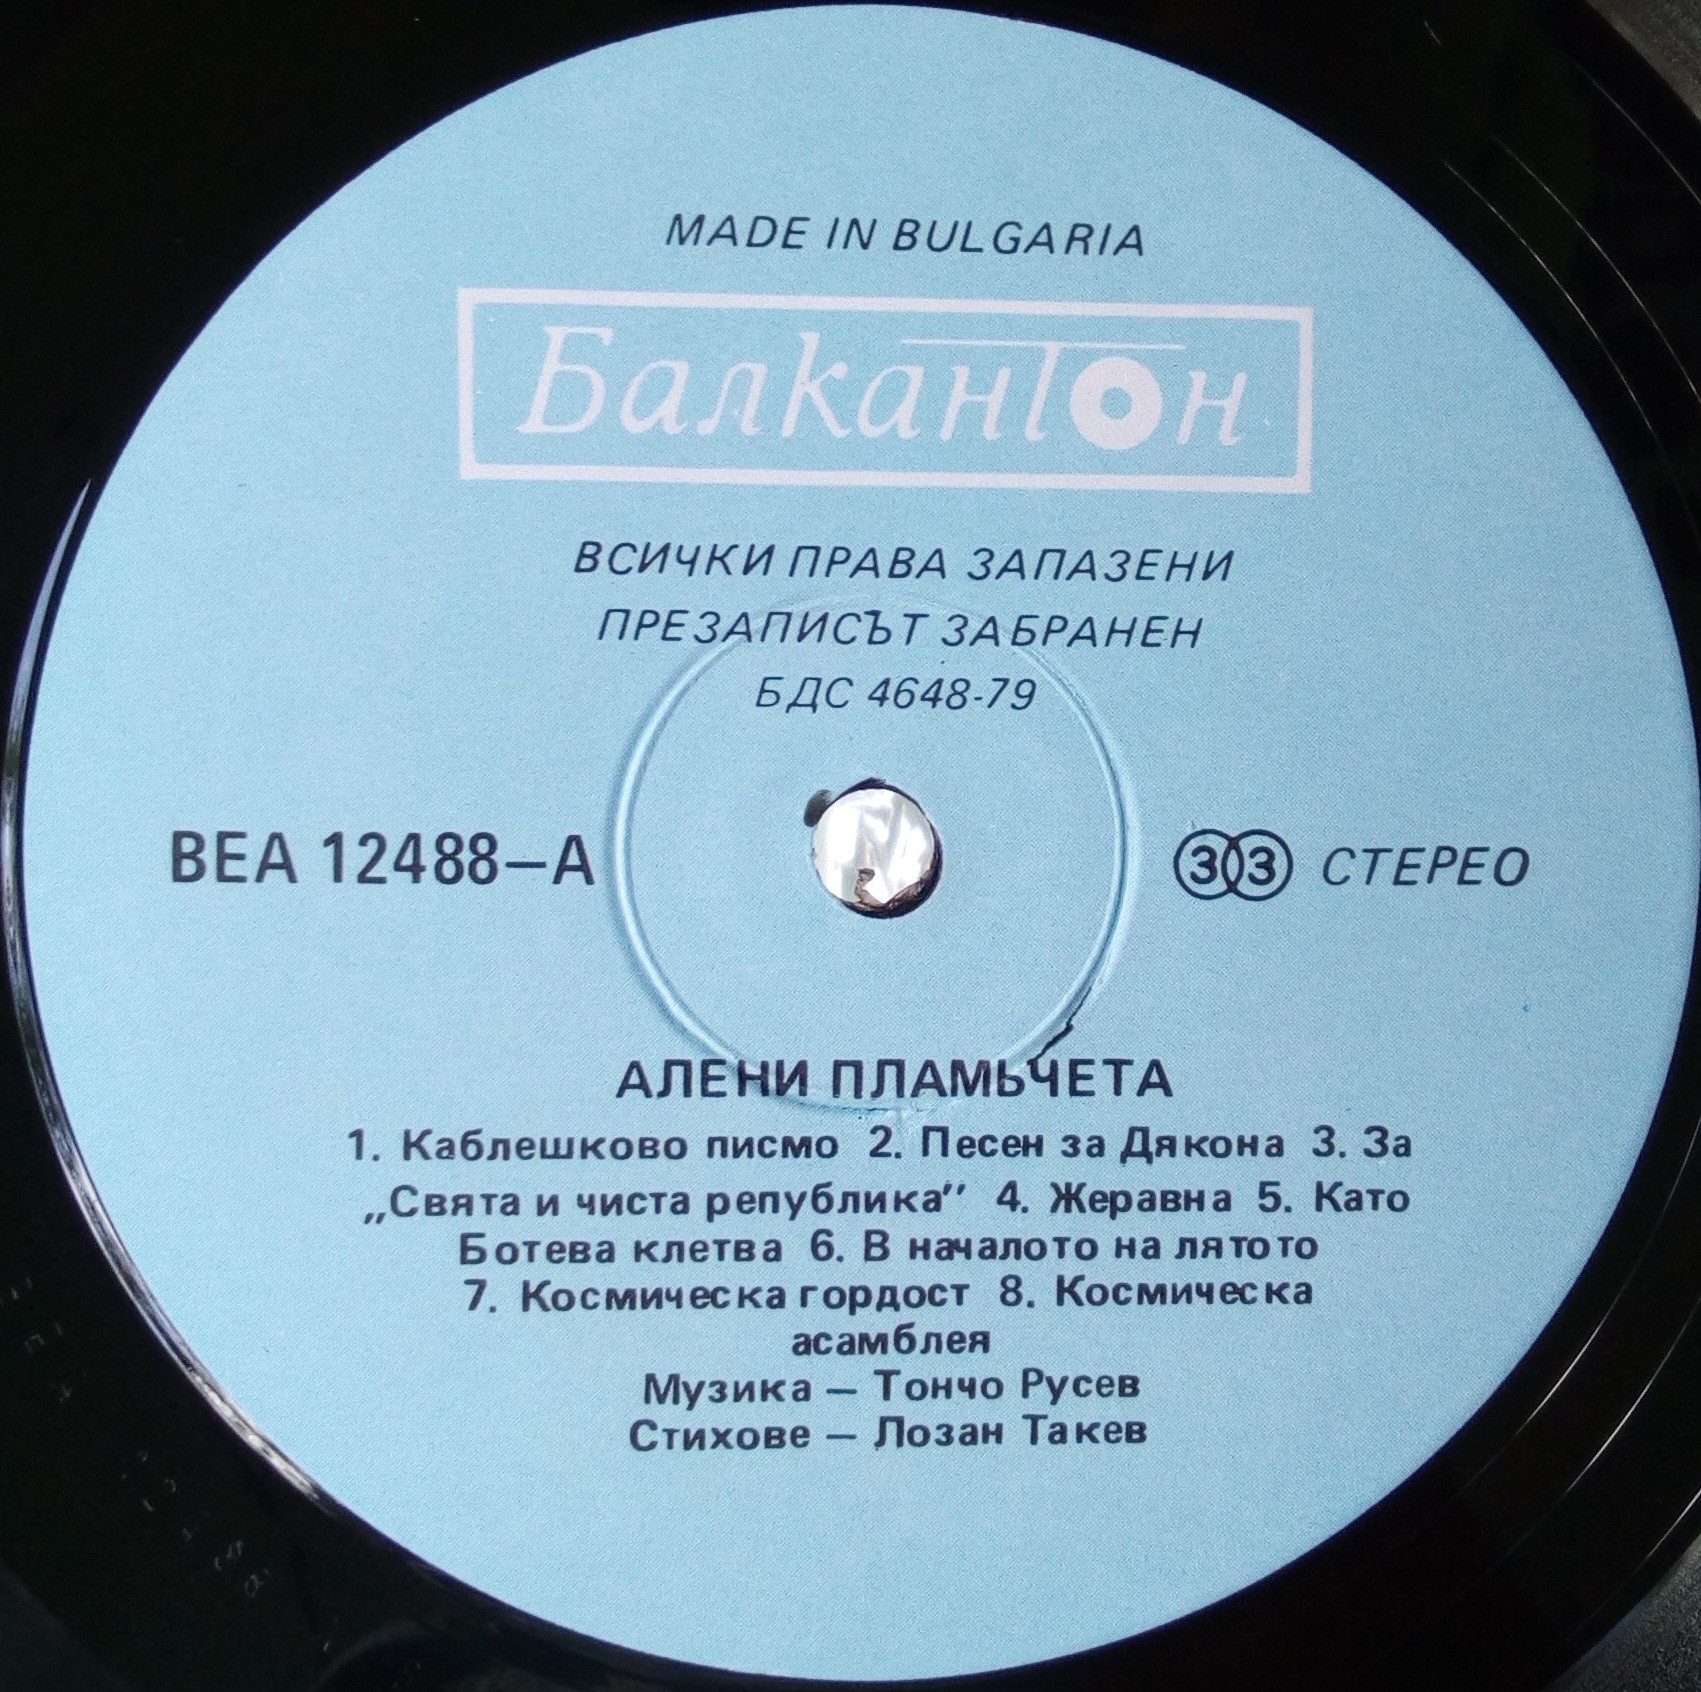 MADE IN BULGARIA
Балкантон
ВСИЧКИ ПРАВА ЗАПАЗЕНИ
ПРЕЗАПИСЪТ ЗАБРАНЕН
БДС 4648-79
ВЕА 12488–А
33 СТЕРЕО
АЛЕНИ ПЛАМЬЧЕТА
1. Каблешково писмо 2. Песен за Дякона 3. За
„Свята и чиста република” 4. Жеравна 5. Като
Ботева клетва 6. В началото на лятото
7. Космическа гордост 8. Космическа
асамблея
Музика – Тончо Русев
Стихове – Лозан Такев